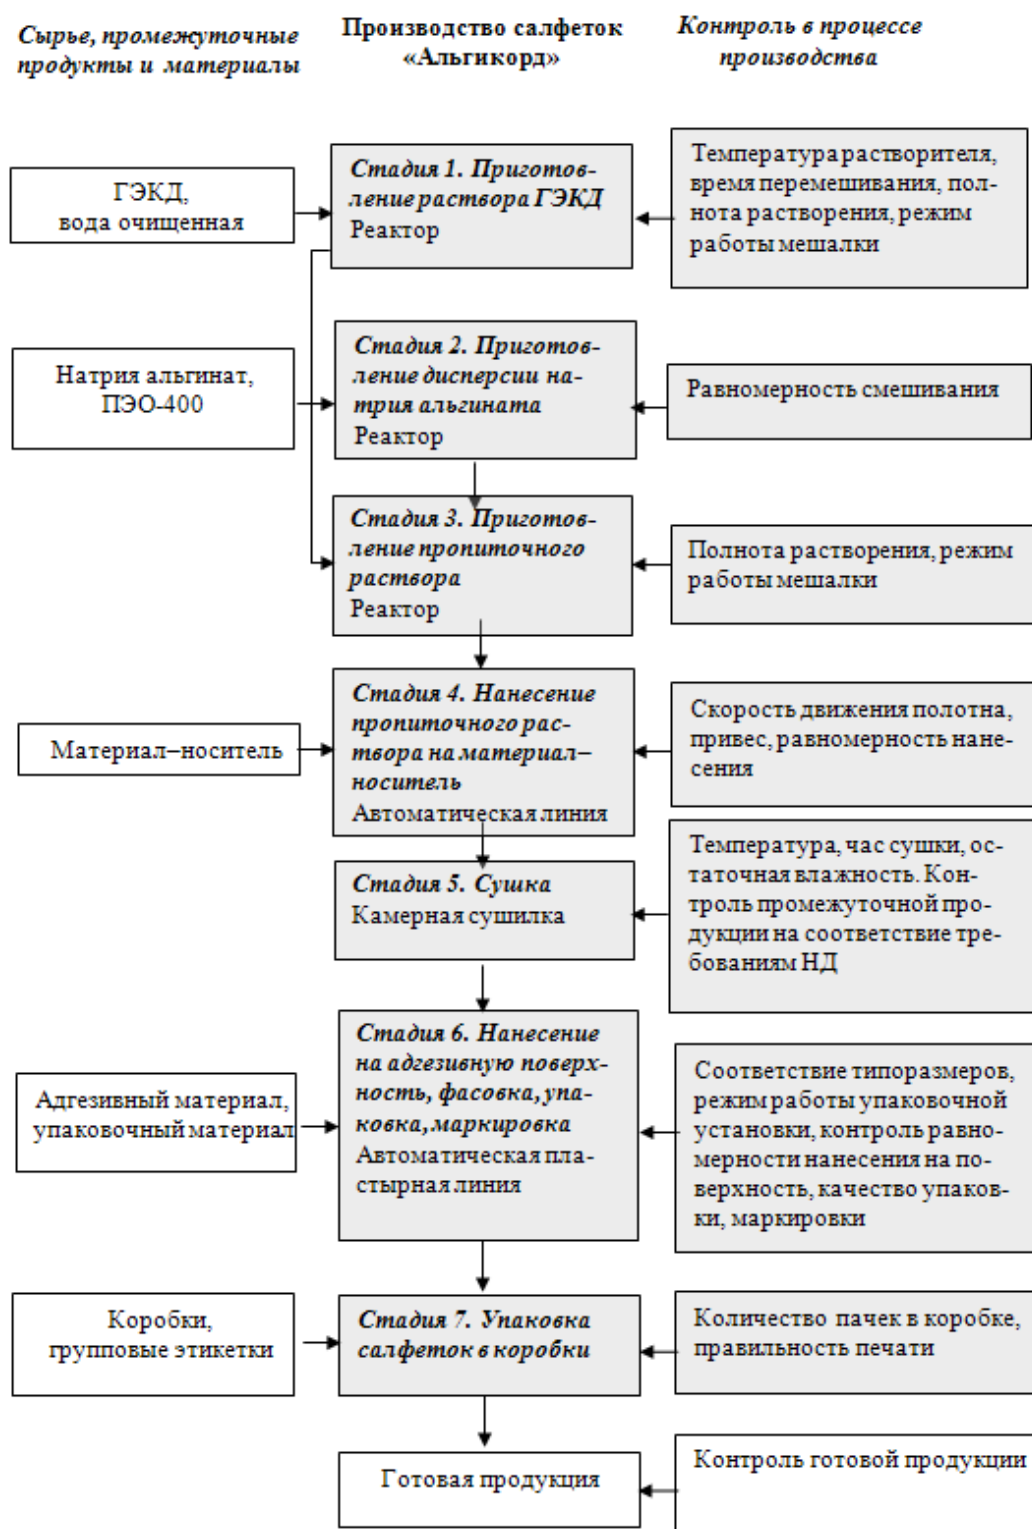 Сырье, промежуточные
продукты и материалы
Производство салфеток
«Альгикорд»
Контроль в процессе
производства
ГЭКД,
вода очищенная
Стадия 1. Приготов-
ление раствора ГЭКД
Реактор
Температура растворителя,
время перемешивания, пол-
нота растворения, режим
работы мешалки
Натрия альгинат,
ПЭО-400
Стадия 2. Приготов-
ление дисперсии на-
трия альгината
Реактор
Равномерность смешивания
Стадия 3. Приготов-
ление пропиточного
раствора
Реактор
Полнота растворения, режим
работы мешалки
Материал–носитель
Стадия 4. Нанесение
пропиточного рас-
твора на материал–
носитель
Автоматическая линия
Скорость движения полотна,
привес, равномерность нане-
сения
Стадия 5. Сушка
Камерная сушилка
Температура, час сушки, ос-
таточная влажность. Кон-
троль промежуточной про-
дукции на соответствие тре-
бованиям НД
Адгезивный материал,
упаковочный материал
Стадия 6. Нанесение
на адгезивную поверх-
ность, фасовка, упа-
ковка, маркировка
Автоматическая пла-
стырная линия
Соответствие типоразмеров,
режим работы упаковочной
установки, контроль равно-
мерности нанесения на по-
верхность, качество упаков-
ки, маркировки
Коробки,
групповые этикетки
Стадия 7. Упаковка
салфеток в коробки
Количество пачек в коробке,
правильность печати
Готовая продукция
Контроль готовой продукции